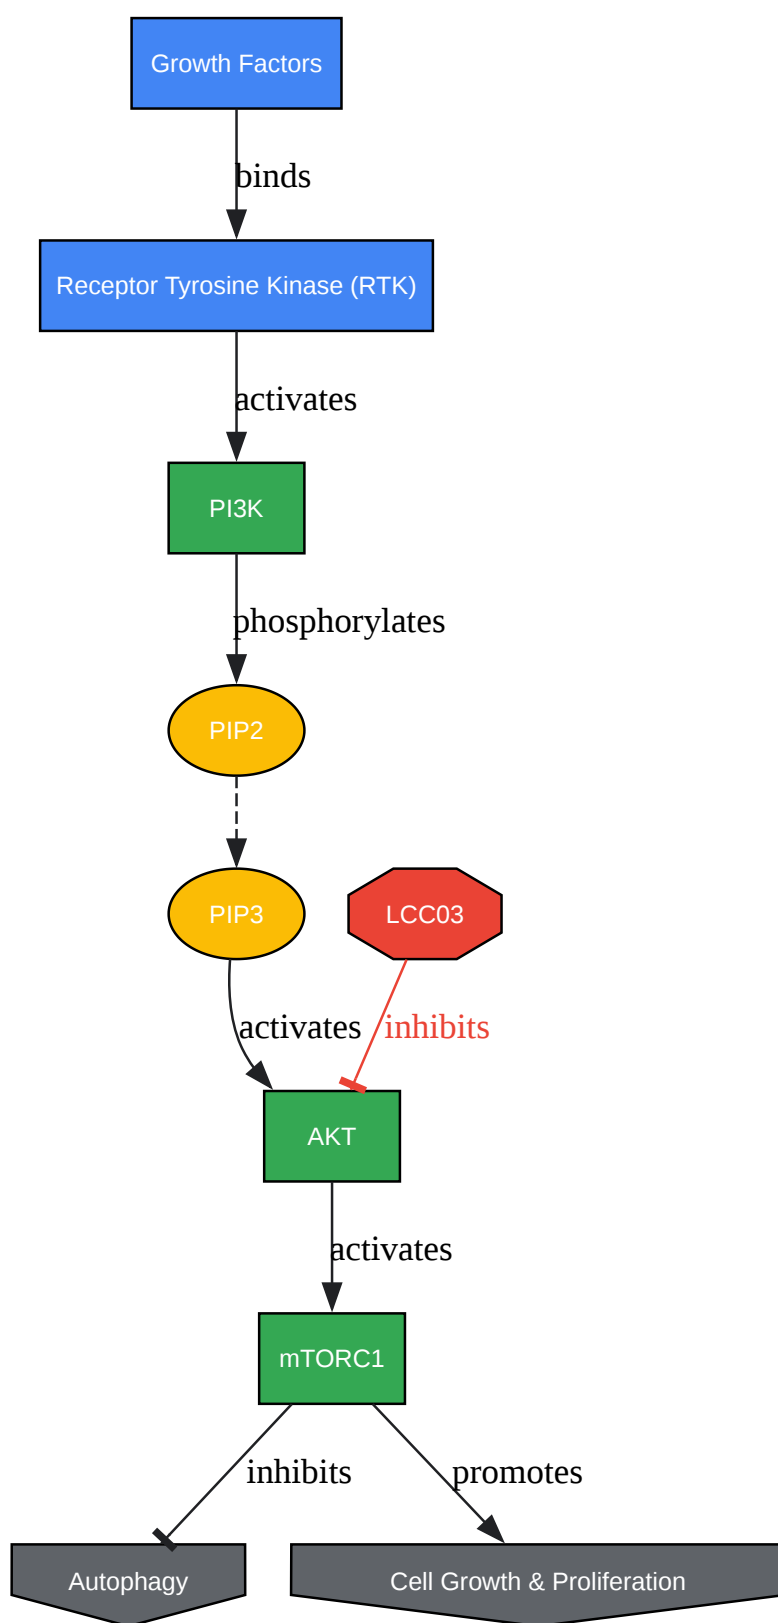 Growth Factors
binds
Receptor Tyrosine Kinase (RTK)
activates
PI3K
phosphorylates
PIP2
PIP3
LCC03
activates
inhibits
AKT
activates
mTORC1
inhibits
promotes
Autophagy
Cell Growth & Proliferation